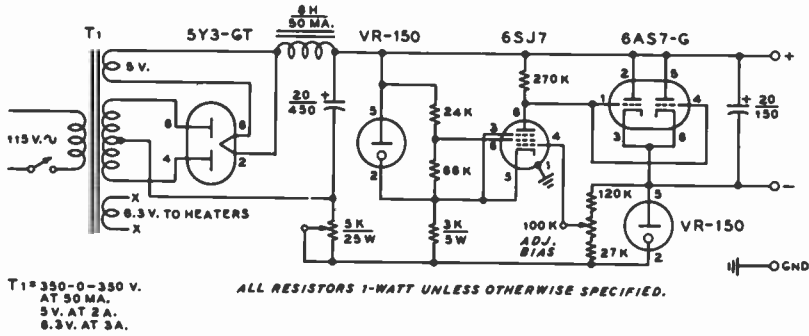 T1
5Y3-GT
8H
50 MA.
VR-150
6SJ7
6AS7-G
5 V.
115 V.~
6
4
6
2
20
450
+
5
2
24K
66K
270K
8
3
6
4
5
1
2
5
1
4
3
6
20
150
+
+
−
X
6.3 V. TO HEATERS
X
5K
25W
3K
5W
100K
ADJ.
BIAS
120K
27K
5
2
VR-150
GND
T1 = 350-0-350 V.
AT 50 MA.
5 V. AT 2 A.
6.3 V. AT 3A.
ALL RESISTORS 1-WATT UNLESS OTHERWISE SPECIFIED.